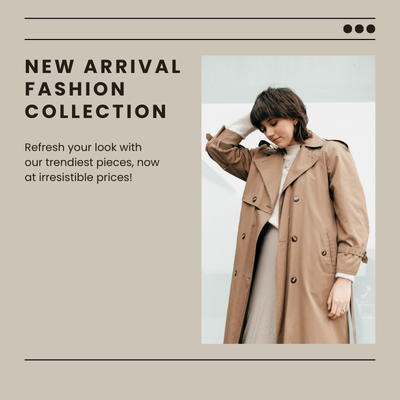 NEW ARRIVAL
FASHION
COLLECTION
Refresh your look with
our trendiest pieces, now
at irresistible prices!